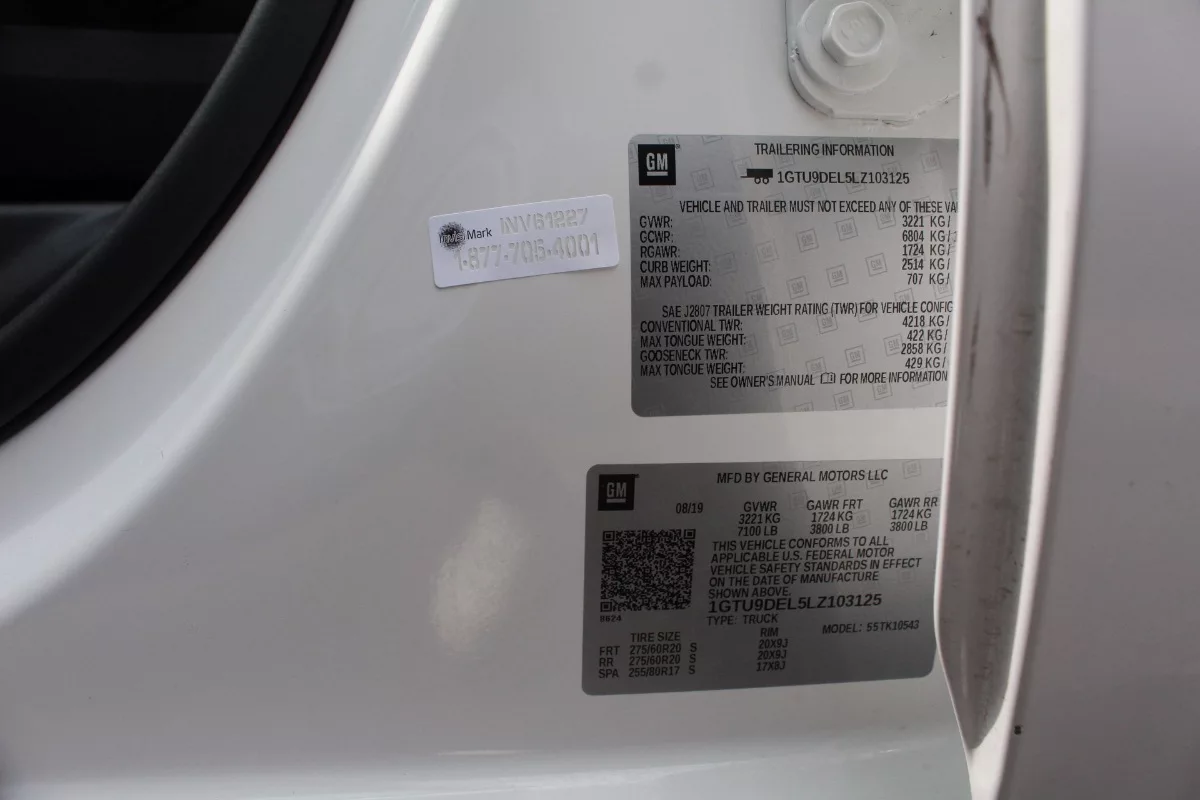 GM
TRAILERING INFORMATION
1GTU9DEL5LZ103125
VEHICLE AND TRAILER MUST NOT EXCEED ANY OF THESE VA
GVWR: 3221 KG/
GCWR: 6804 KG/
RGAWR: 1724 KG/
CURB WEIGHT: 2514 KG/
MAX PAYLOAD: 707 KG/
SAE J2807 TRAILER WEIGHT RATING (TWR) FOR VEHICLE CONFIG
CONVENTIONAL TWR: 4218 KG/
MAX TONGUE WEIGHT: 422 KG/
GOOSENECK TWR: 2858 KG/
MAX TONGUE WEIGHT: 429 KG/
SEE OWNER'S MANUAL FOR MORE INFORMATION
Mark INV61227
1-877-706-4001
GM
MFD BY GENERAL MOTORS LLC
08/19 GVWR GAWR FRT GAWR RR
3221 KG 1724 KG 1724 KG
7100 LB 3800 LB 3800 LB
THIS VEHICLE CONFORMS TO ALL
APPLICABLE U.S. FEDERAL MOTOR
VEHICLE SAFETY STANDARDS IN EFFECT
ON THE DATE OF MANUFACTURE
SHOWN ABOVE.
1GTU9DEL5LZ103125
TYPE: TRUCK MODEL: SSTK10543
TIRE SIZE RIM
FRT 275/60R20 S 20X9J
RR 275/60R20 S 20X9J
SPA 255/80R17 S 17X8J